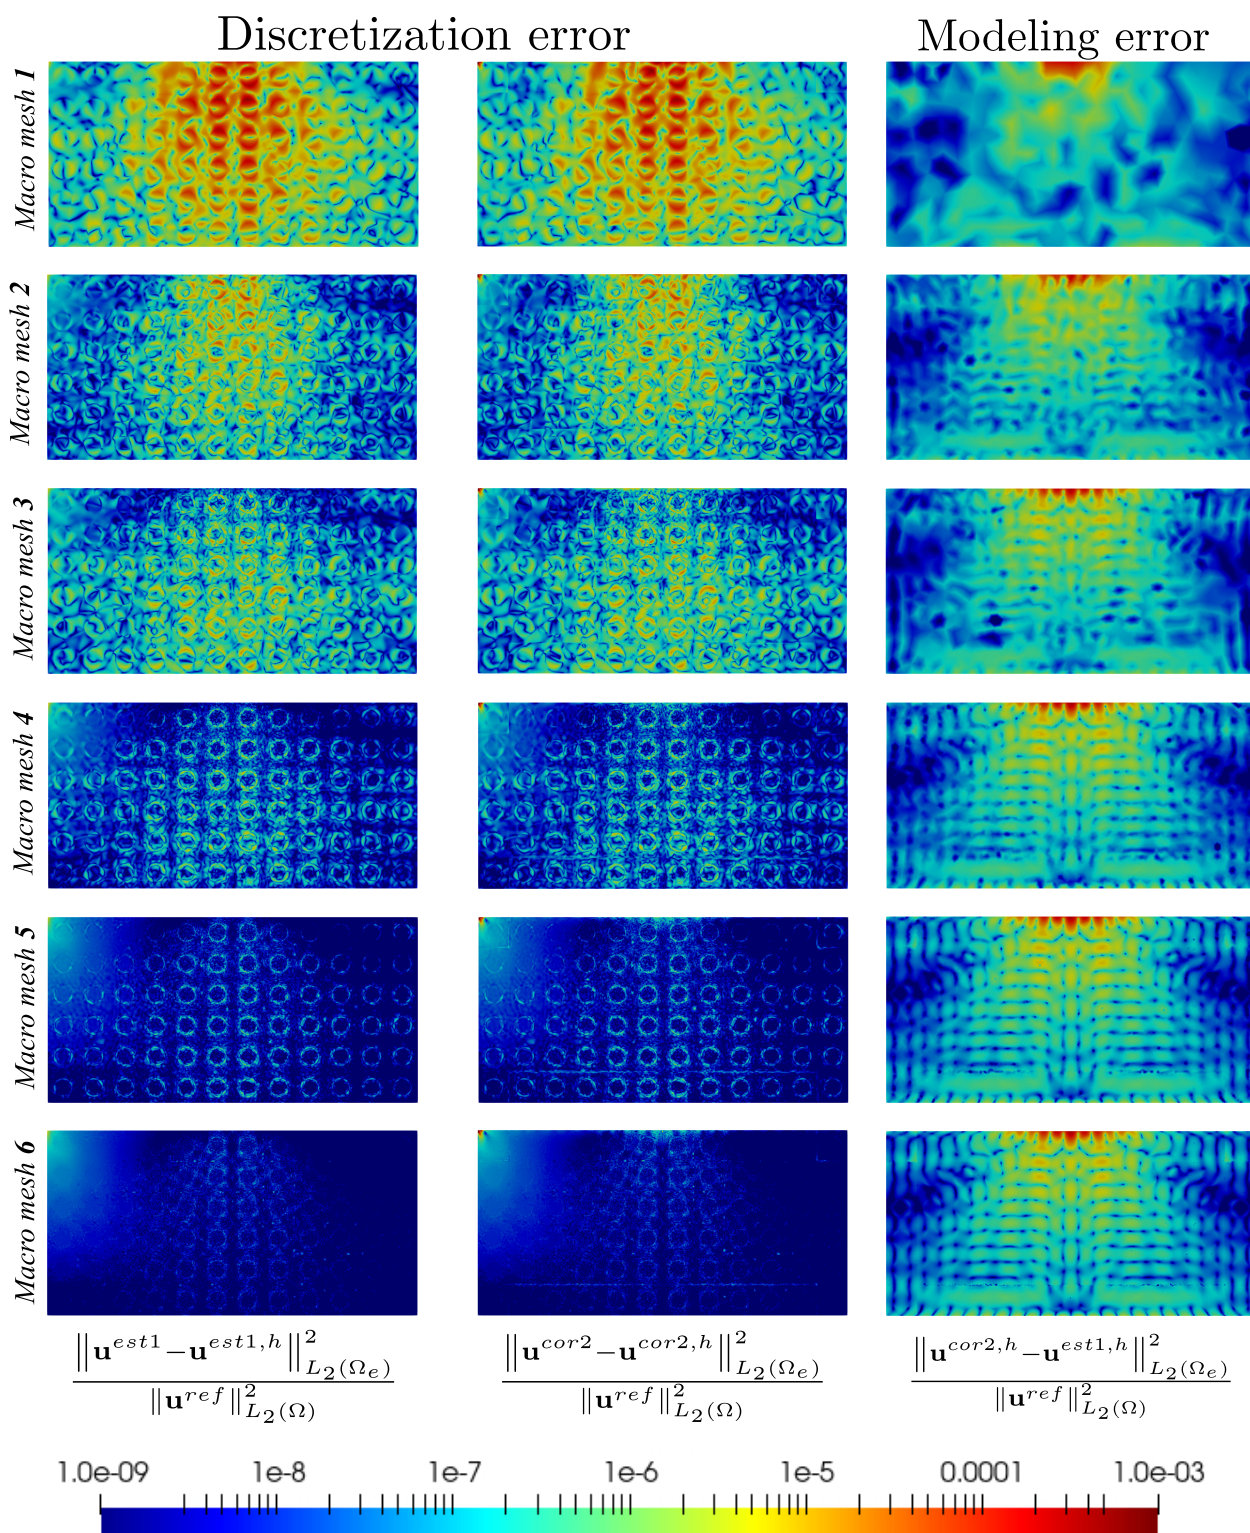 Discretization error Modeling error
Macro mesh 1
Macro mesh 2
Macro mesh 3
Macro mesh 4
Macro mesh 5
Macro mesh 6
‖u^{est1}−u^{est1,h}‖²_{L₂(Ωₑ)} ‖u^{cor2}−u^{cor2,h}‖²_{L₂(Ωₑ)} ‖u^{cor2,h}−u^{est1,h}‖²_{L₂(Ωₑ)}
‖u^{ref}‖²_{L₂(Ω)} ‖u^{ref}‖²_{L₂(Ω)} ‖u^{ref}‖²_{L₂(Ω)}
1.0e-09 1e-8 1e-7 1e-6 1e-5 0.0001 1.0e-03